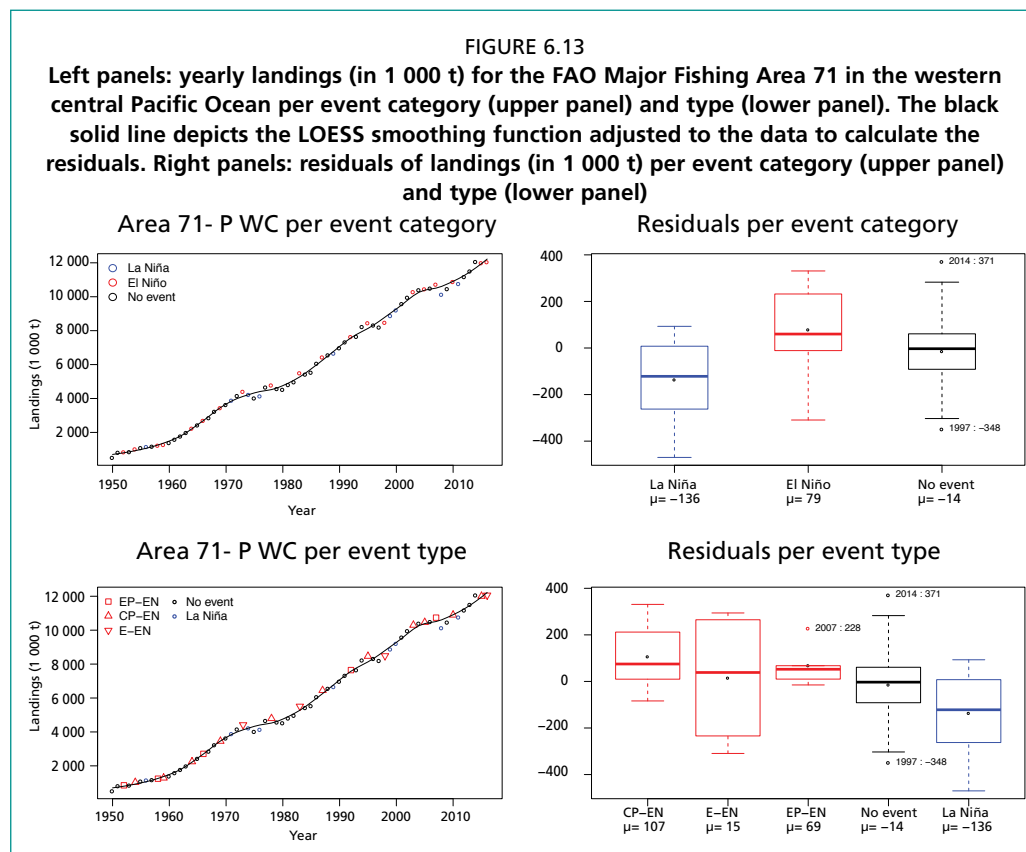 FIGURE 6.13
Left panels: yearly landings (in 1 000 t) for the FAO Major Fishing Area 71 in the western
central Pacific Ocean per event category (upper panel) and type (lower panel). The black
solid line depicts the LOESS smoothing function adjusted to the data to calculate the
residuals. Right panels: residuals of landings (in 1 000 t) per event category (upper panel)
and type (lower panel)
Area 71- P WC per event category
12 000
10 000
8 000
6 000
4 000
2 000
Landings (1 000 t)
La Niña
El Niño
No event
1950 1960 1970 1980 1990 2000 2010
Year
Residuals per event category
400
200
0
−200
−400
2014 : 371
1997 : −348
La Niña El Niño No event
μ= −136 μ= 79 μ= −14
Area 71- P WC per event type
12 000
10 000
8 000
6 000
4 000
2 000
Landings (1 000 t)
EP−EN No event
CP−EN La Niña
E−EN
1950 1960 1970 1980 1990 2000 2010
Year
Residuals per event type
400
200
0
−200
−400
2014 : 371
2007 : 228
1997 : −348
CP−EN E−EN EP−EN No event La Niña
μ= 107 μ= 15 μ= 69 μ= −14 μ= −136